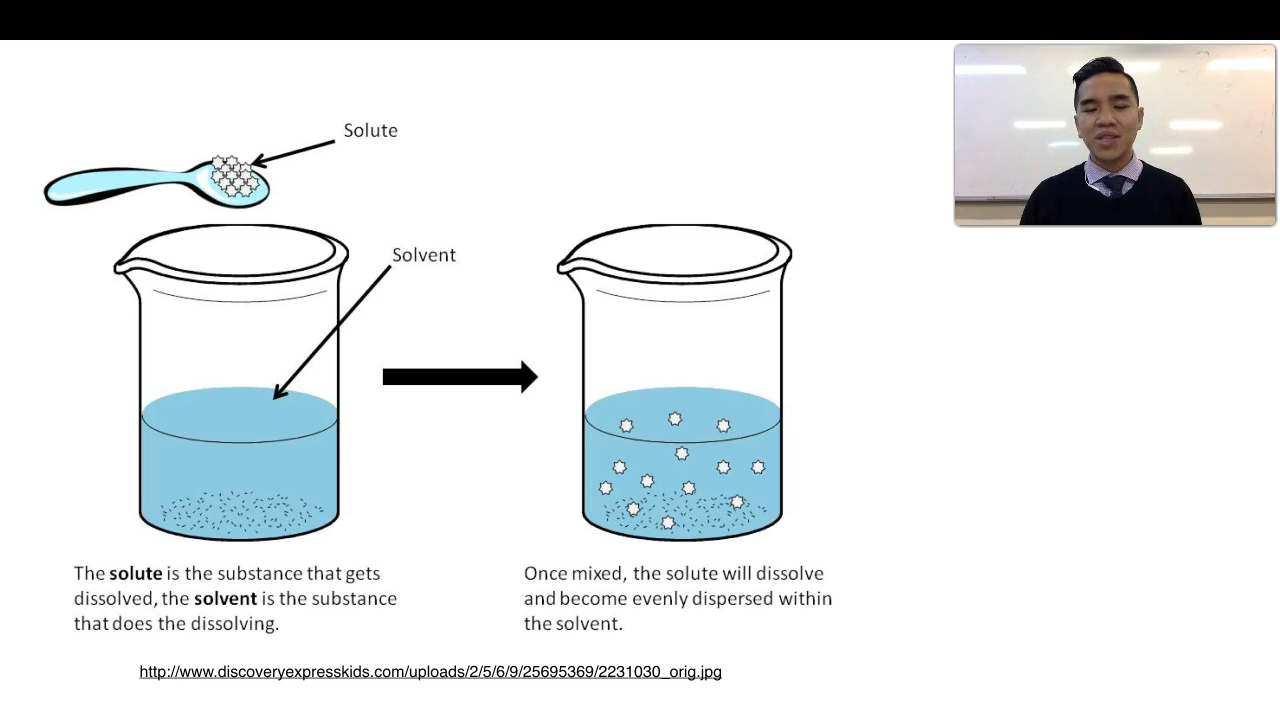 Solute
Solvent
The solute is the substance that gets
dissolved, the solvent is the substance
that does the dissolving.
Once mixed, the solute will dissolve
and become evenly dispersed within
the solvent.
http://www.discoveryexpresskids.com/uploads/2/5/6/9/25695369/2231030_orig.jpg